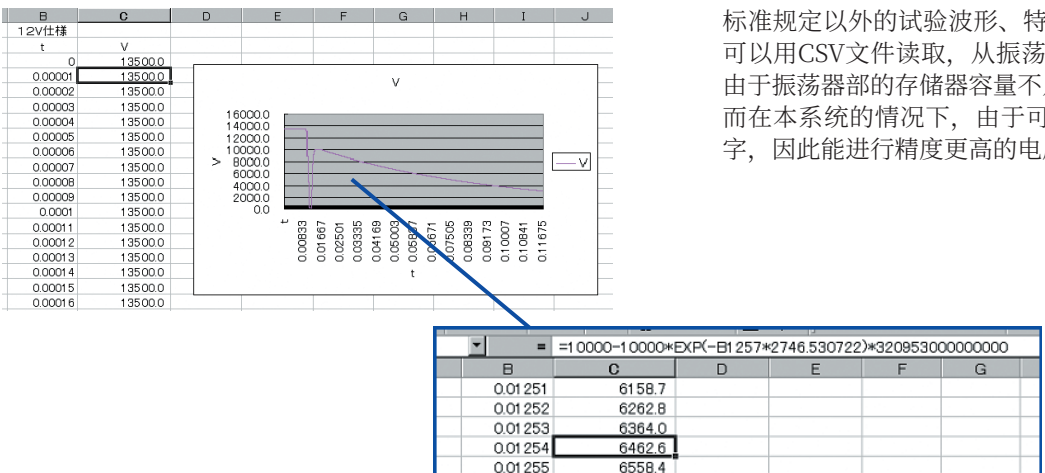 B C D E F G H I J
12V仕様
t V
0 13500.0
0.00001 13500.0
0.00002 13500.0
0.00003 13500.0
0.00004 13500.0
0.00005 13500.0
0.00006 13500.0
0.00007 13500.0
0.00008 13500.0
0.00009 13500.0
0.0001 13500.0
0.00011 13500.0
0.00012 13500.0
0.00013 13500.0
0.00014 13500.0
0.00015 13500.0
0.00016 13500.0
V
16000.0
14000.0
12000.0
10000.0
8000.0
6000.0
4000.0
2000.0
0.0
V
t
0.00833
0.01667
0.02501
0.03335
0.04169
0.05003
0.07505
0.08339
0.09173
0.10007
0.10841
0.11675
t
V
标准规定以外的试验波形、特
可以用CSV文件读取，从振荡
由于振荡器部的存储器容量不
而在本系统的情况下，由于可
字，因此能进行精度更高的电
= =10000-10000*EXP(-B1257*2746.530722)*320953000000000
B C D E F G
0.01251 6158.7
0.01252 6262.8
0.01253 6364.0
0.01254 6462.6
0.01255 6558.4